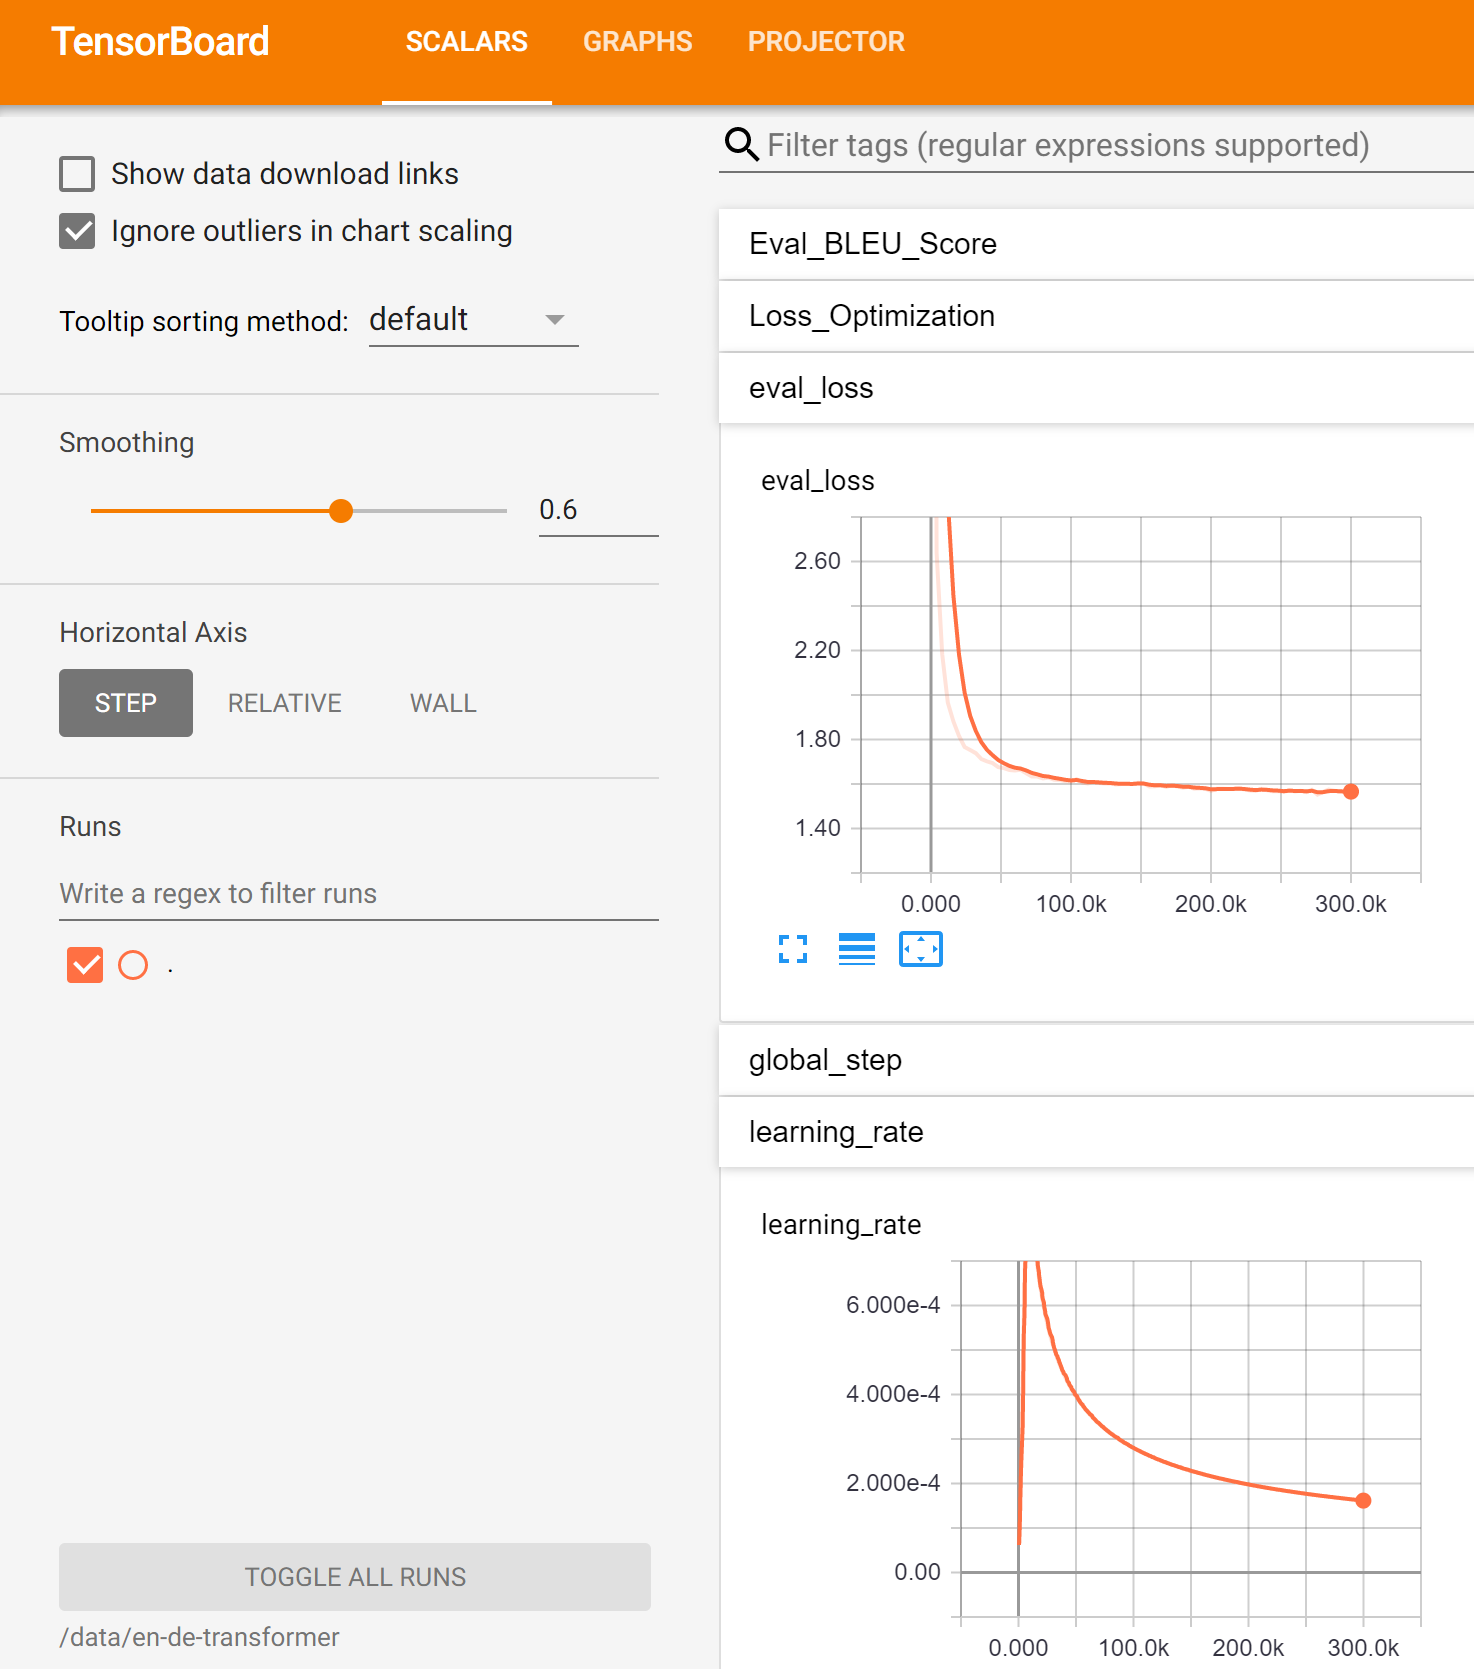 TensorBoard SCALARS GRAPHS PROJECTOR
Show data download links
Ignore outliers in chart scaling
Tooltip sorting method: default
Smoothing
0.6
Horizontal Axis
STEP RELATIVE WALL
Runs
Write a regex to filter runs
.
TOGGLE ALL RUNS
/data/en-de-transformer
Filter tags (regular expressions supported)
Eval_BLEU_Score
Loss_Optimization
eval_loss
eval_loss
2.60
2.20
1.80
1.40
0.000 100.0k 200.0k 300.0k
global_step
learning_rate
learning_rate
6.000e-4
4.000e-4
2.000e-4
0.00
0.000 100.0k 200.0k 300.0k